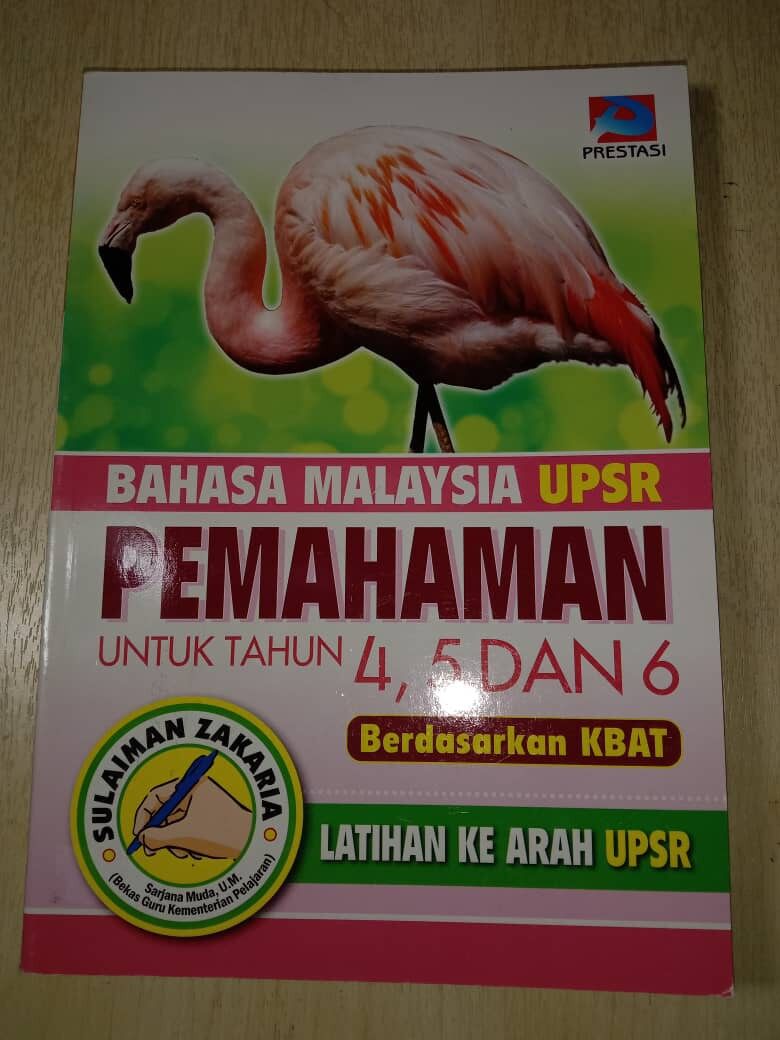 PRESTASI
BAHASA MALAYSIA UPSR
PEMAHAMAN
UNTUK TAHUN 4, 5 DAN 6
Berdasarkan KBAT
SULAIMAN ZAKARIA
Sarjana Muda, U.M.
(Bekas Guru Kementerian Pelajaran)
LATIHAN KE ARAH UPSR